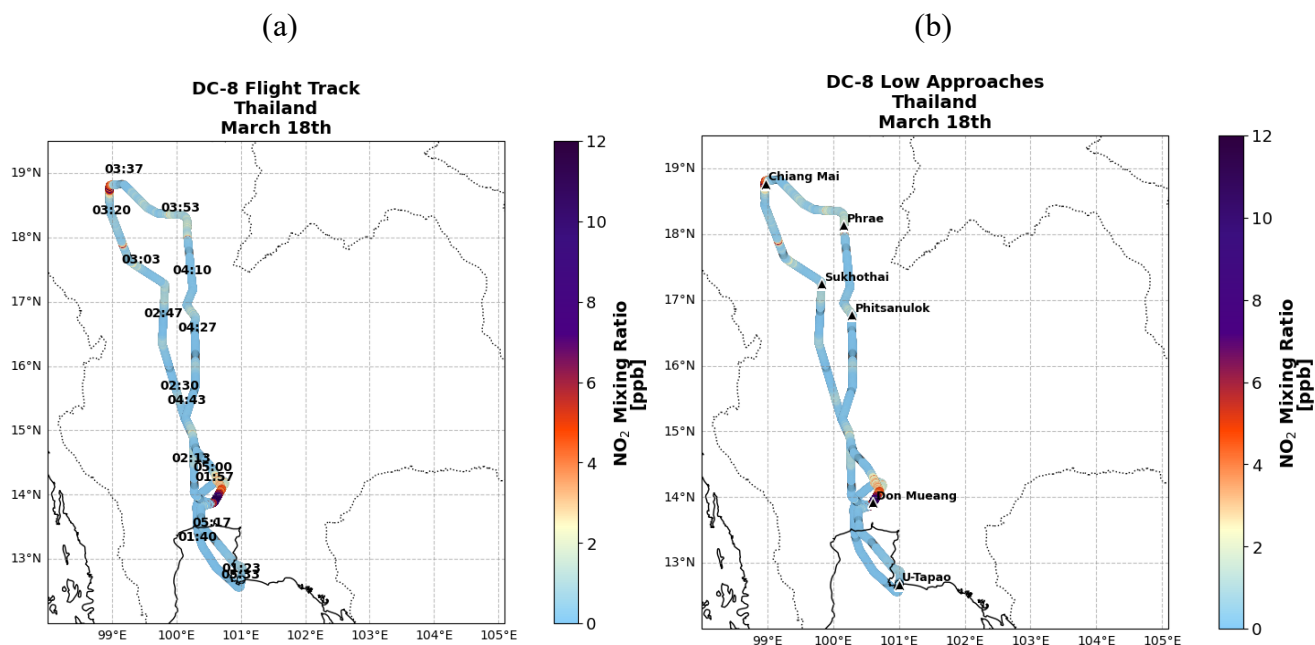 (a)
DC-8 Flight Track
Thailand
March 18th
19°N
18°N
17°N
16°N
15°N
14°N
13°N
03:37
03:20
03:53
03:03
04:10
02:47
04:27
02:30
04:43
02:13
05:00
01:57
05:17
01:40
01:23
99°E
100°E
101°E
102°E
103°E
104°E
105°E
12
10
8
6
4
2
0
NO₂ Mixing Ratio
[ppb]
(b)
DC-8 Low Approaches
Thailand
March 18th
19°N
18°N
17°N
16°N
15°N
14°N
13°N
Chiang Mai
Phrae
Sukhothai
Phitsanulok
Don Mueang
U-Tapao
99°E
100°E
101°E
102°E
103°E
104°E
105°E
12
10
8
6
4
2
0
NO₂ Mixing Ratio
[ppb]